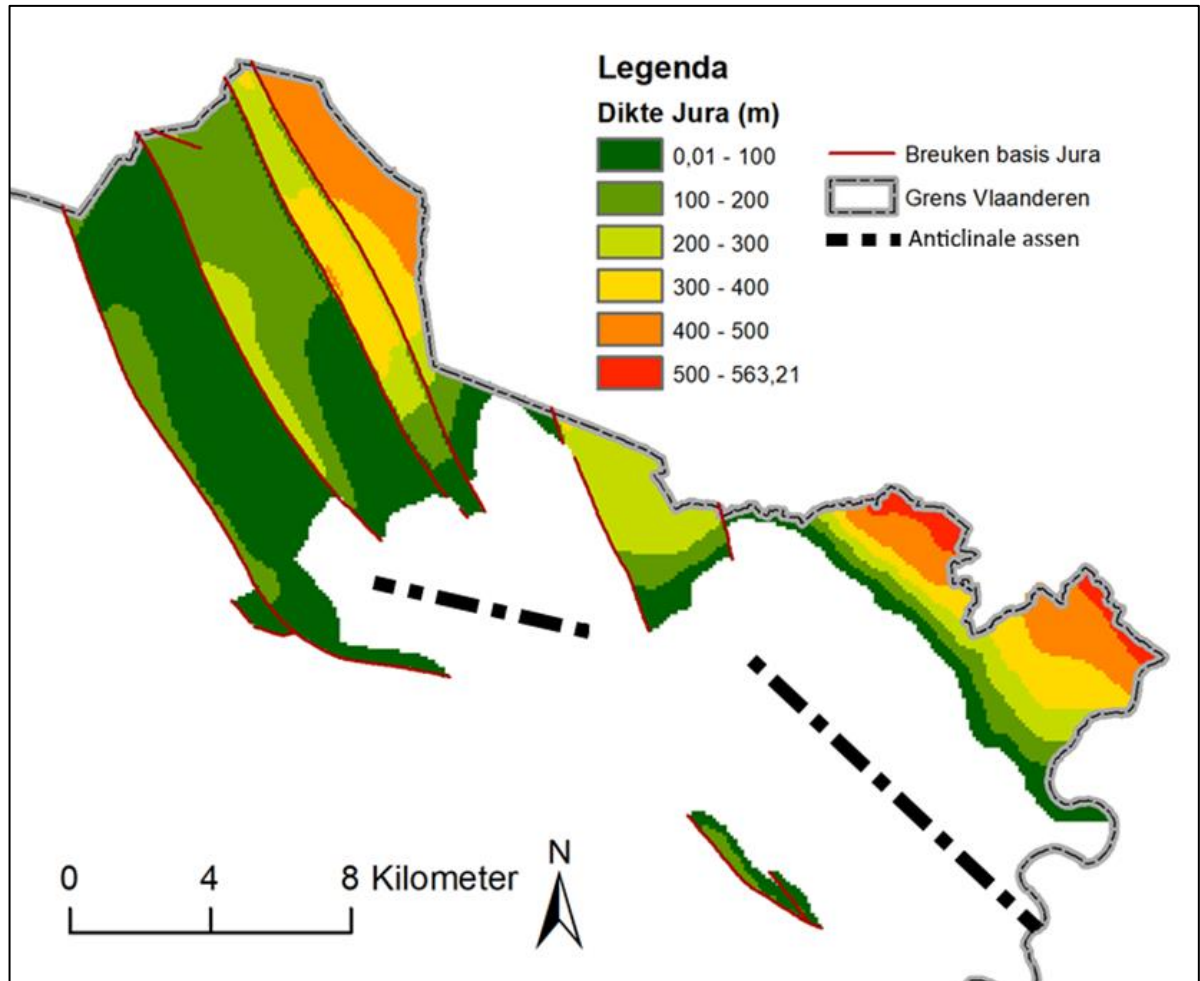 Legenda
Dikte Jura (m)
0,01 - 100
100 - 200
200 - 300
300 - 400
400 - 500
500 - 563,21
Breuken basis Jura
Grens Vlaanderen
Anticlinale assen
0 4 8 Kilometer
N